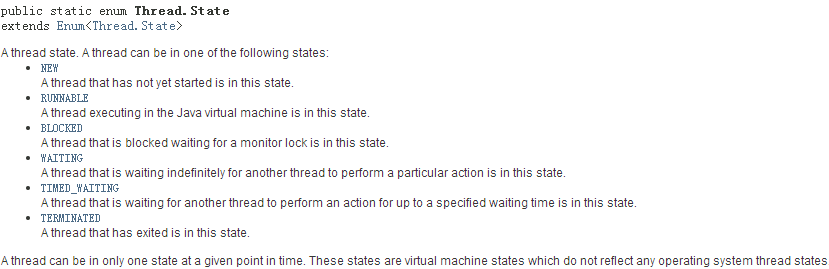 public static enum Thread.State
extends Enum<Thread.State>
A thread state. A thread can be in one of the following states:
• NEW
A thread that has not yet started is in this state.
• RUNNABLE
A thread executing in the Java virtual machine is in this state.
• BLOCKED
A thread that is blocked waiting for a monitor lock is in this state.
• WAITING
A thread that is waiting indefinitely for another thread to perform a particular action is in this state.
• TIMED_WAITING
A thread that is waiting for another thread to perform an action for up to a specified waiting time is in this state.
• TERMINATED
A thread that has exited is in this state.
A thread can be in only one state at a given point in time. These states are virtual machine states which do not reflect any operating system thread states